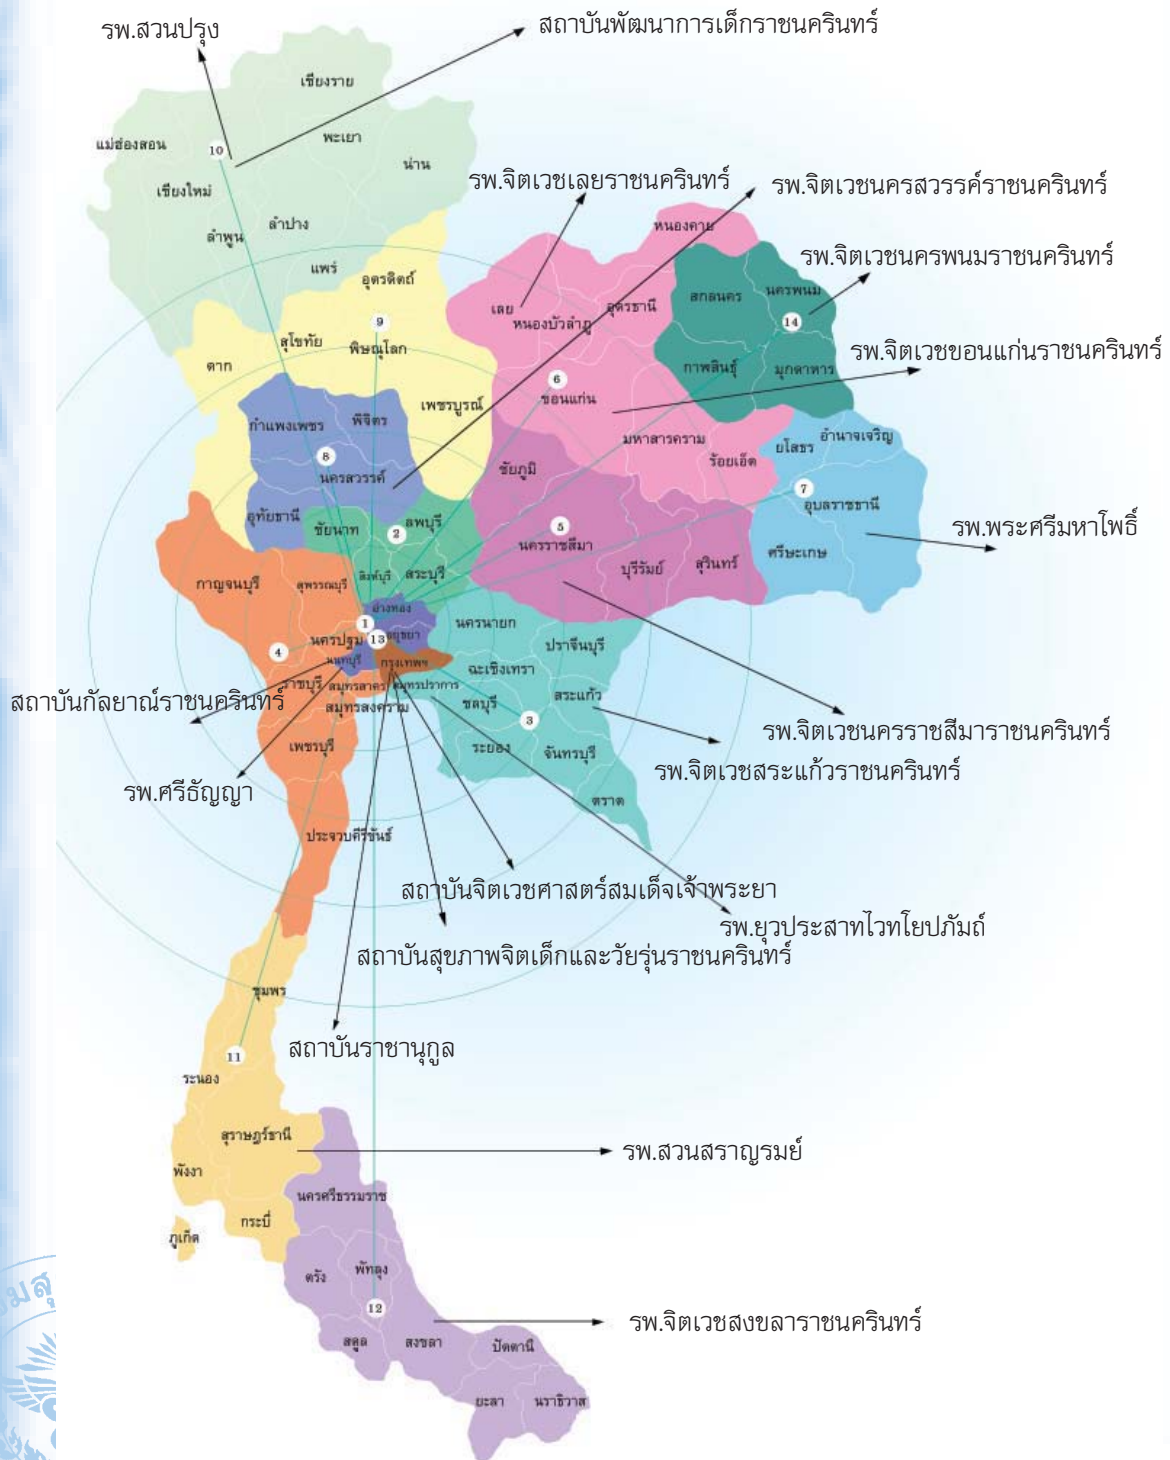 รพ.สวนปรุง
สถาบันพัฒนาการเด็กราชนครินทร์
เชียงราย
แม่ฮ่องสอน
10
พะเยา
น่าน
เชียงใหม่
ลำพูน
ลำปาง
แพร่
รพ.จิตเวชเลยราชนครินทร์
รพ.จิตเวชนครสวรรค์ราชนครินทร์
หนองคาย
รพ.จิตเวชนครพนมราชนครินทร์
อุตรดิตถ์
เลย
หนองบัวลำภู
อุดรธานี
สกลนคร
นครพนม
9
14
สุโขทัย
พิษณุโลก
ตาก
รพ.จิตเวชขอนแก่นราชนครินทร์
กาฬสินธุ์
มุกดาหาร
6
ขอนแก่น
เพชรบูรณ์
กำแพงเพชร
พิจิตร
มหาสารคาม
ร้อยเอ็ด
ยโสธร
อำนาจเจริญ
8
นครสวรรค์
ชัยภูมิ
7
อุบลราชธานี
อุทัยธานี
ชัยนาท
2
ลพบุรี
5
นครราชสีมา
รพ.พระศรีมหาโพธิ์
ศรีษะเกษ
บุรีรัมย์
สุรินทร์
กาญจนบุรี
สุพรรณบุรี
สิงห์บุรี
สระบุรี
อ่างทอง
1
13
อยุธยา
นครนายก
ปราจีนบุรี
นครปฐม
4
นนทบุรี
กรุงเทพฯ
ฉะเชิงเทรา
ราชบุรี
สมุทรสาคร
สมุทรปราการ
ชลบุรี
สระแก้ว
สถาบันกัลยาณ์ราชนครินทร์
สมุทรสงคราม
3
รพ.จิตเวชนครราชสีมาราชนครินทร์
เพชรบุรี
ระยอง
จันทบุรี
รพ.จิตเวชสระแก้วราชนครินทร์
รพ.ศรีธัญญา
ตราด
ประจวบคีรีขันธ์
สถาบันจิตเวชศาสตร์สมเด็จเจ้าพระยา
รพ.ยุวประสาทไวทโยปภัมถ์
สถาบันสุขภาพจิตเด็กและวัยรุ่นราชนครินทร์
ชุมพร
สถาบันราชานุกูล
11
ระนอง
สุราษฎร์ธานี
รพ.สวนสราญรมย์
พังงา
นครศรีธรรมราช
กระบี่
ภูเก็ต
ตรัง
พัทลุง
12
รพ.จิตเวชสงขลาราชนครินทร์
สตูล
สงขลา
ปัตตานี
ยะลา
นราธิวาส